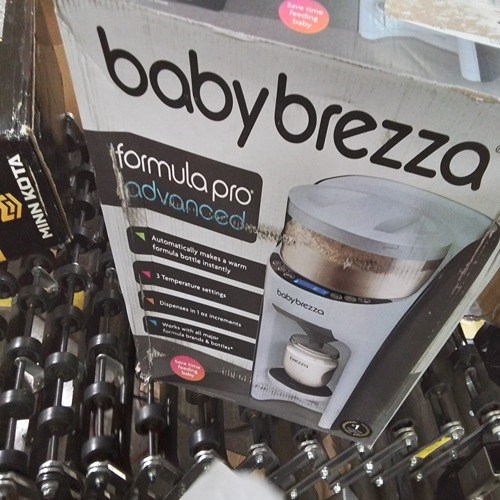 Save time
feeding
baby
babybrezza
formula pro
advanced
Automatically makes a warm
formula bottle instantly
3 Temperature settings
Dispenses in 1 oz increments
Works with all major
formula brands & bottles*
Save time
feeding
baby
babybrezza
brezza
#1
MINN KOTA